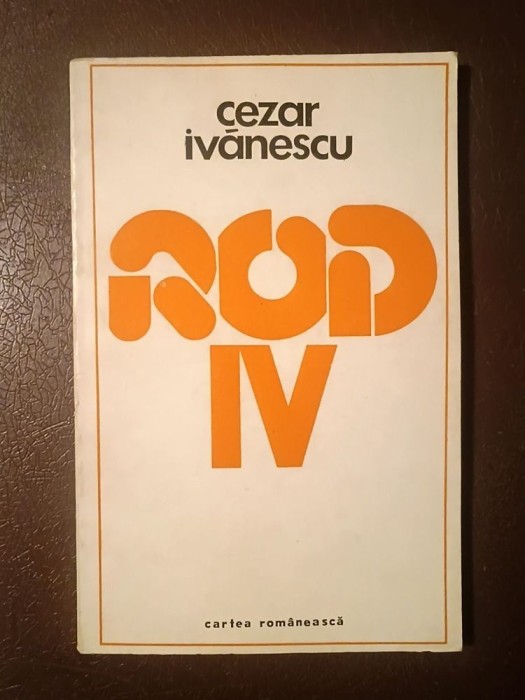 cezar
ivănescu
ROD
IV
cartea românească